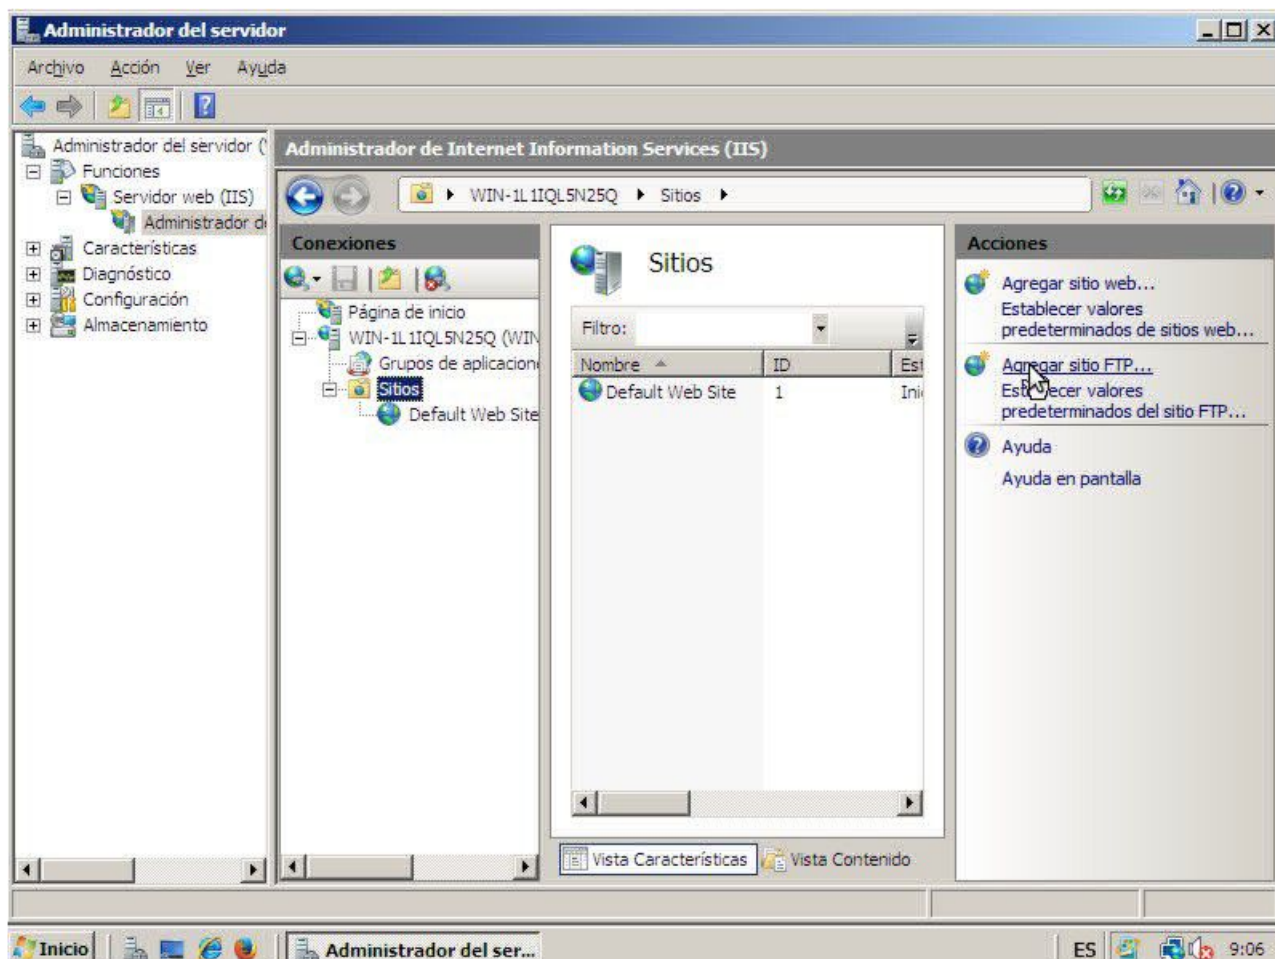 Administrador del servidor
Archivo Acción Ver Ayuda
Administrador del servidor (
Funciones
Servidor web (IIS)
Administrador de
Características
Diagnóstico
Configuración
Almacenamiento
Administrador de Internet Information Services (IIS)
WIN-1L1IQL5N25Q Sitios
Conexiones
Página de inicio
WIN-1L1IQL5N25Q (WIN
Grupos de aplicacion
Sitios
Default Web Site
Sitios
Filtro:
Nombre ID Est
Default Web Site 1 Ini
Vista Características Vista Contenido
Acciones
Agregar sitio web...
Establecer valores
predeterminados de sitios web...
Agregar sitio FTP...
Establecer valores
predeterminados del sitio FTP...
Ayuda
Ayuda en pantalla
Inicio Administrador del ser... ES 9:06